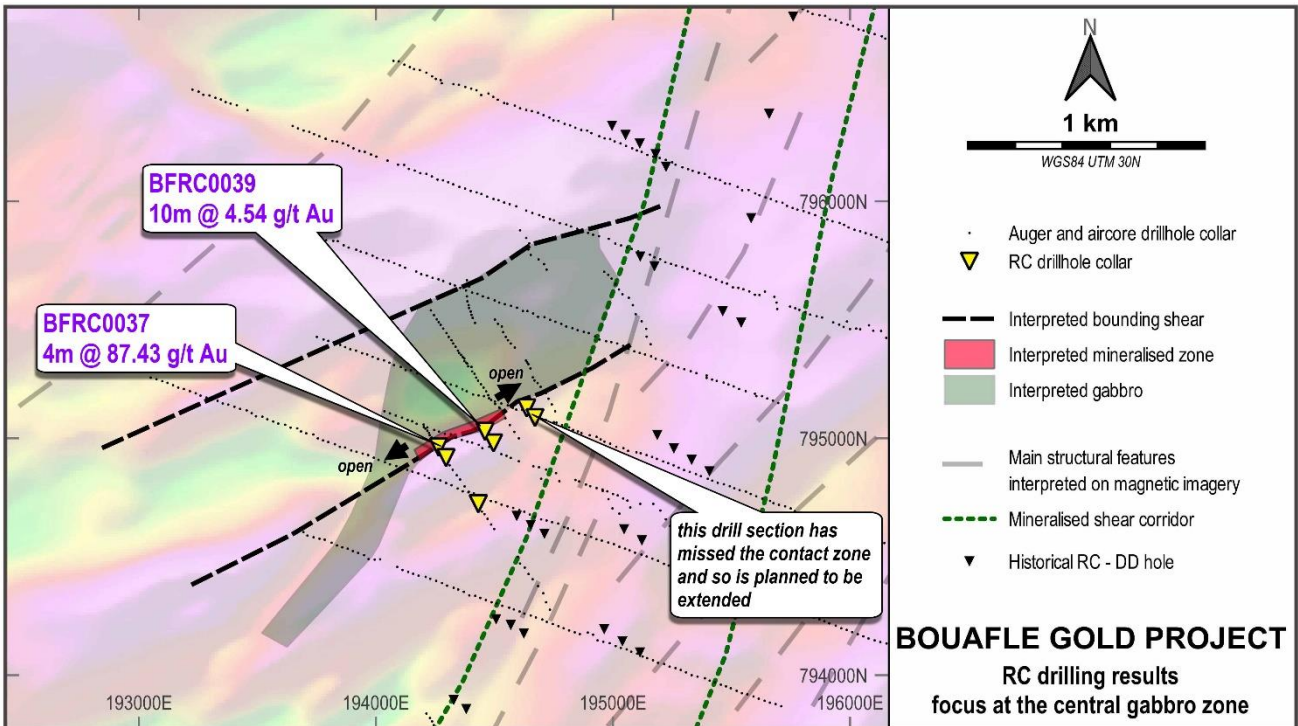 BFRC0039
10m @ 4.54 g/t Au
BFRC0037
4m @ 87.43 g/t Au
open
open
this drill section has
missed the contact zone
and so is planned to be
extended
796000N
795000N
794000N
193000E
194000E
195000E
196000E
N
1 km
WGS84 UTM 30N
Auger and aircore drillhole collar
RC drillhole collar
Interpreted bounding shear
Interpreted mineralised zone
Interpreted gabbro
Main structural features
interpreted on magnetic imagery
Mineralised shear corridor
Historical RC - DD hole
BOUAFLE GOLD PROJECT
RC drilling results
focus at the central gabbro zone